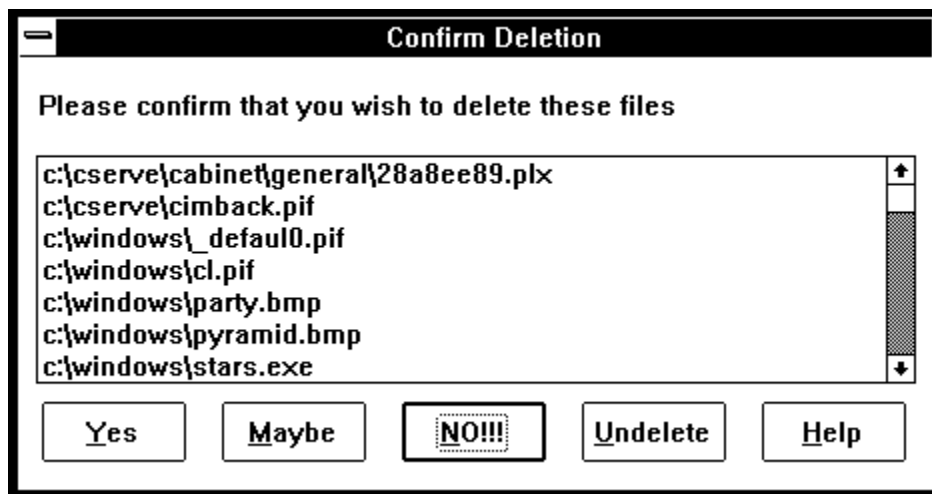 Confirm Deletion
Please confirm that you wish to delete these files
c:\cserve\cabinet\general\28a8ee89.plx
c:\cserve\cimback.pif
c:\windows\_defaul0.pif
c:\windows\cl.pif
c:\windows\party.bmp
c:\windows\pyramid.bmp
c:\windows\stars.exe
Yes Maybe NO!!! Undelete Help